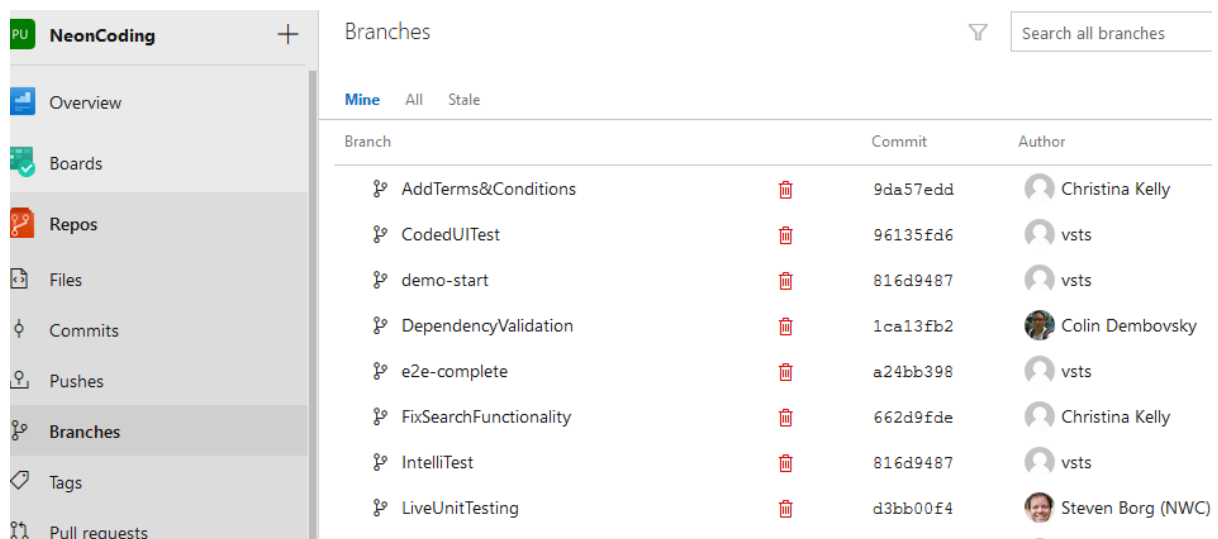 PU NeonCoding
Overview
Boards
Repos
Files
Commits
Pushes
Branches
Tags
Pull requests
Branches
Search all branches
Mine All Stale
Branch Commit Author
AddTerms&Conditions 9da57edd Christina Kelly
CodedUITest 96135fd6 vsts
demo-start 816d9487 vsts
DependencyValidation 1ca13fb2 Colin Dembovsky
e2e-complete a24bb398 vsts
FixSearchFunctionality 662d9fde Christina Kelly
IntelliTest 816d9487 vsts
LiveUnitTesting d3bb00f4 Steven Borg (NWC)